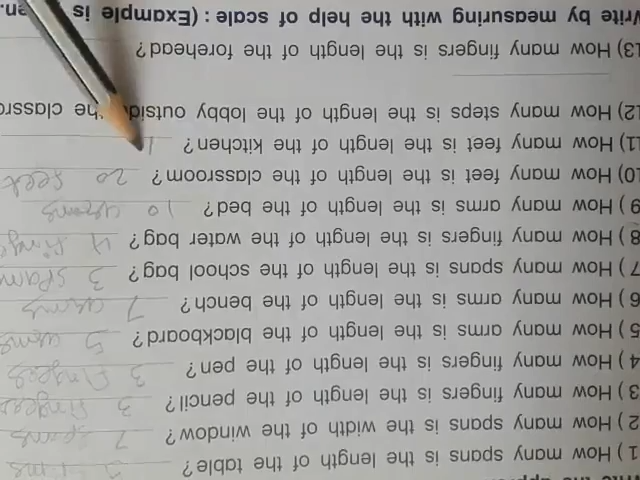 1 ) How many spans is the length of the table?
2 ) How many spans is the width of the window? 7 spans
3 ) How many fingers is the length of the pencil? 3 fingers
4 ) How many fingers is the length of the pen? 3 fingers
5 ) How many arms is the length of the blackboard? 5 arms
6 ) How many arms is the length of the bench? 7 arms
7 ) How many spans is the length of the school bag? 3 span
8 ) How many fingers is the length of the water bag? 4 finge
9 ) How many arms is the length of the bed? 10 arms
10) How many feet is the length of the classroom? 20 feet
11) How many feet is the length of the kitchen? 1
12) How many steps is the length of the lobby outside the classro
13) How many fingers is the length of the forehead?
Write by measuring with the help of scale : (Example is